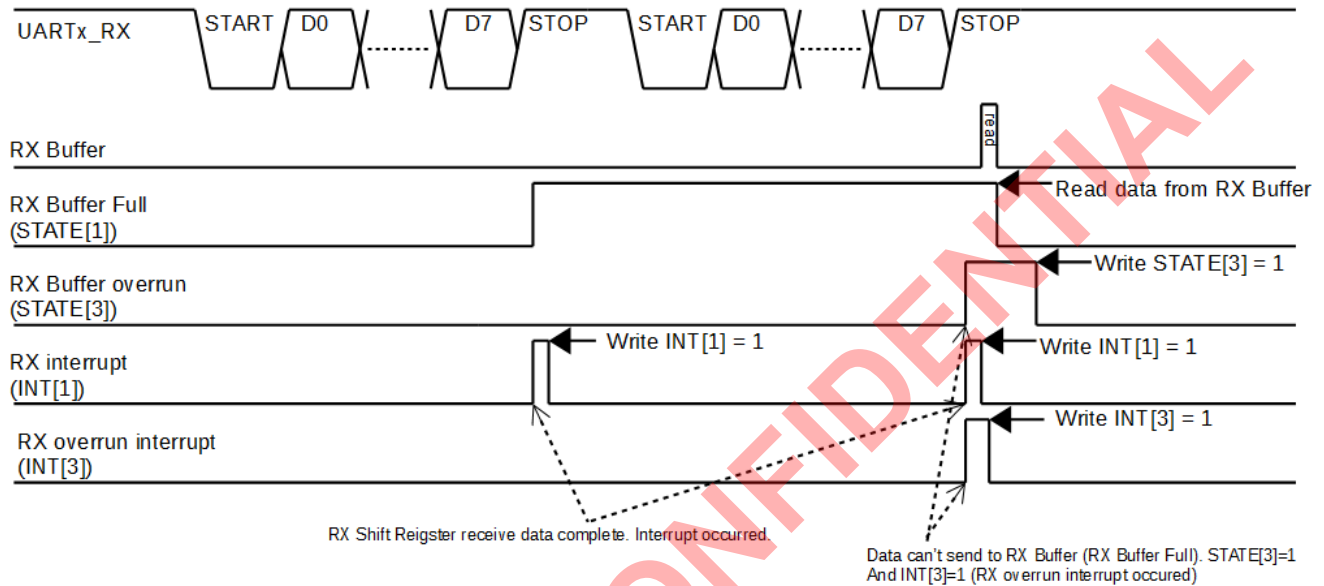 UARTx_RX
START
D0
D7
STOP
START
D0
D7
STOP
RX Buffer
read
RX Buffer Full
(STATE[1])
Read data from RX Buffer
RX Buffer overrun
(STATE[3])
Write STATE[3] = 1
RX interrupt
(INT[1])
Write INT[1] = 1
Write INT[1] = 1
RX overrun interrupt
(INT[3])
Write INT[3] = 1
RX Shift Reigster receive data complete. Interrupt occurred.
Data can't send to RX Buffer (RX Buffer Full). STATE[3]=1
And INT[3]=1 (RX overrun interrupt occured)
ONFIDENTIAL